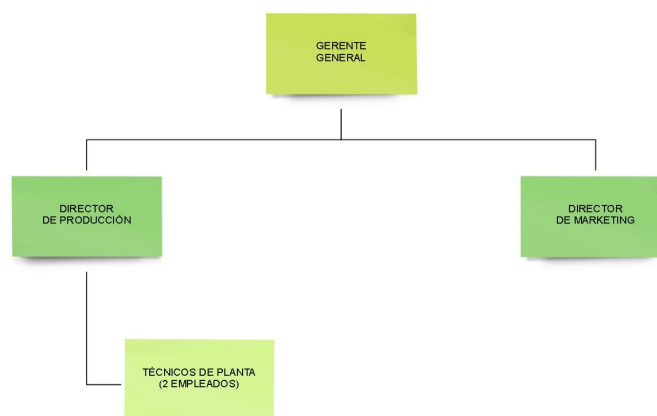 GERENTE
GENERAL
DIRECTOR
DE PRODUCCIÓN
DIRECTOR
DE MARKETING
TÉCNICOS DE PLANTA
(2 EMPLEADOS)